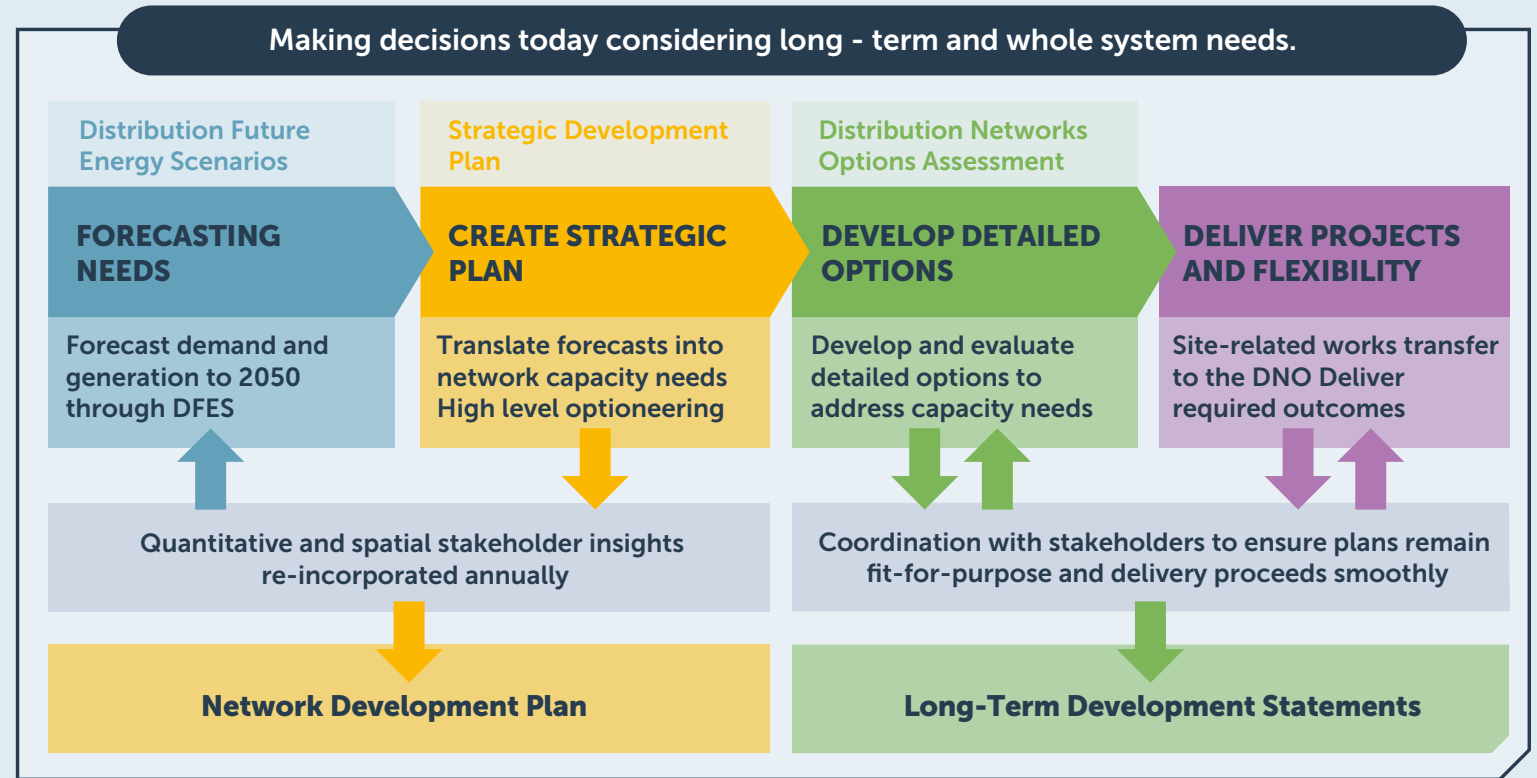 Making decisions today considering long - term and whole system needs.
Distribution Future
Energy Scenarios
FORECASTING
NEEDS
Forecast demand and
generation to 2050
through DFES
Strategic Development
Plan
CREATE STRATEGIC
PLAN
Translate forecasts into
network capacity needs
High level optioneering
Distribution Networks
Options Assessment
DEVELOP DETAILED
OPTIONS
Develop and evaluate
detailed options to
address capacity needs
DELIVER PROJECTS
AND FLEXIBILITY
Site-related works transfer
to the DNO Deliver
required outcomes
Quantitative and spatial stakeholder insights
re-incorporated annually
Coordination with stakeholders to ensure plans remain
fit-for-purpose and delivery proceeds smoothly
Network Development Plan
Long-Term Development Statements